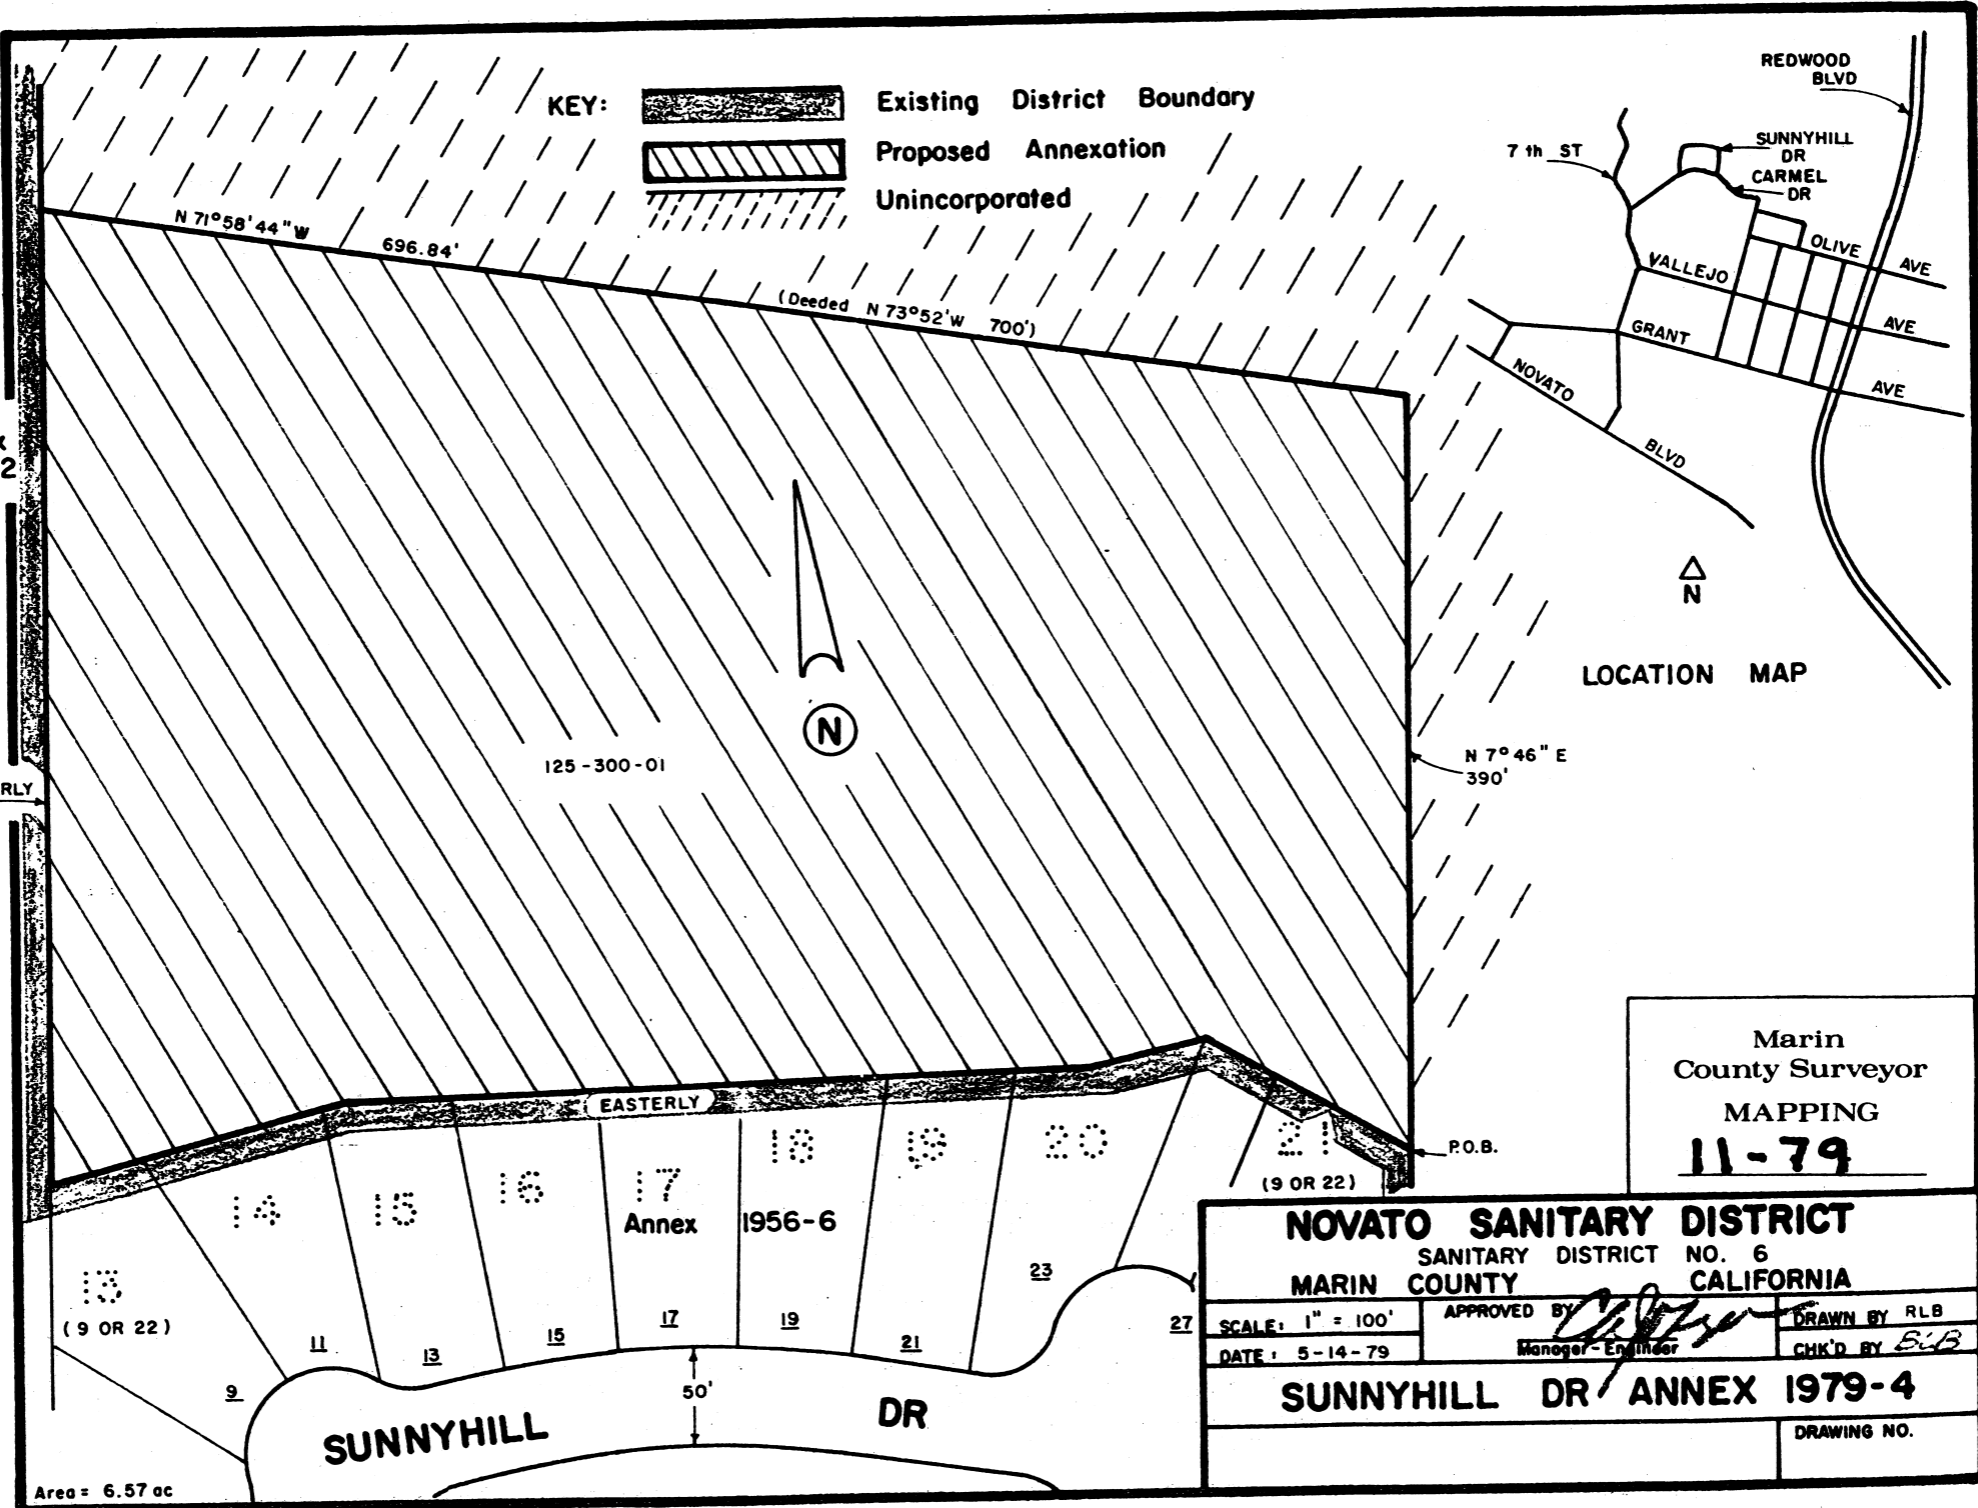 KEY:
Existing District Boundary
Proposed Annexation
Unincorporated
REDWOOD
BLVD
7 th ST
SUNNYHILL
DR
CARMEL
DR
OLIVE AVE
VALLEJO AVE
GRANT AVE
NOVATO BLVD
N
LOCATION MAP
N 71°58'44" W 696.84'
(Deeded N 73°52'W 700')
2
RLY
N
125-300-01
N 7°46" E
390'
P.O.B.
EASTERLY
13
(9 OR 22)
14
15
16
17
18
19
20
21
(9 OR 22)
Annex 1956-6
9
11
13
15
17
19
21
23
27
50'
SUNNYHILL DR
Area = 6.57 ac
Marin
County Surveyor
MAPPING
11-79
NOVATO SANITARY DISTRICT
SANITARY DISTRICT NO. 6
MARIN COUNTY CALIFORNIA
SCALE: 1" = 100'
DATE: 5-14-79
APPROVED BY
Manager-Engineer
DRAWN BY RLB
CHK'D BY
SUNNYHILL DR ANNEX 1979-4
DRAWING NO.